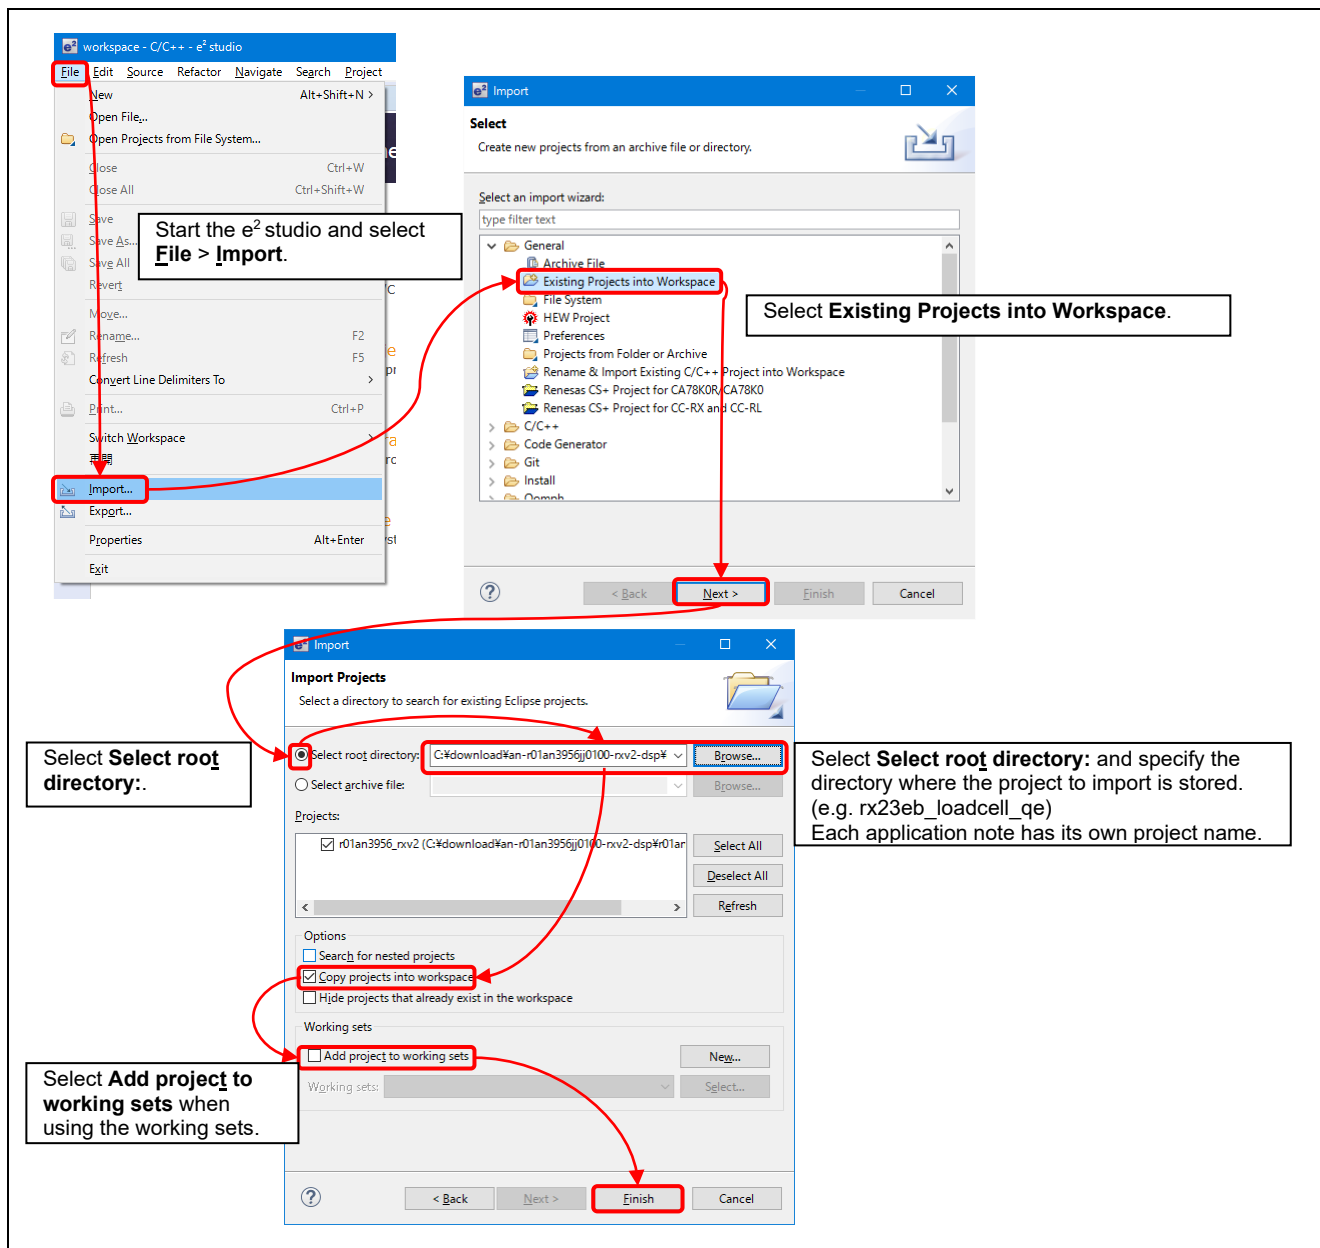 workspace - C/C++ - e² studio
File Edit Source Refactor Navigate Search Project
New Alt+Shift+N >
Open File...
Open Projects from File System...
Close Ctrl+W
Close All Ctrl+Shift+W
Save
Save As...
Save All
Revert
Move...
Rename... F2
Refresh F5
Convert Line Delimiters To >
Print... Ctrl+P
Switch Workspace
再開
Import...
Export...
Properties Alt+Enter
Exit
Start the e² studio and select
File > Import.
Import
Select
Create new projects from an archive file or directory.
Select an import wizard:
type filter text
General
Archive File
Existing Projects into Workspace
File System
HEW Project
Preferences
Projects from Folder or Archive
Rename & Import Existing C/C++ Project into Workspace
Renesas CS+ Project for CA78K0R/CA78K0
Renesas CS+ Project for CC-RX and CC-RL
C/C++
Code Generator
Git
Install
Oomph
< Back Next > Finish Cancel
Select Existing Projects into Workspace.
Import
Import Projects
Select a directory to search for existing Eclipse projects.
Select root directory: C:¥download¥an-r01an3956jj0100-rxv2-dsp¥ Browse...
Select archive file: Browse...
Projects:
r01an3956_rxv2 (C:¥download¥an-r01an3956jj0100-rxv2-dsp¥r01ar
Select All
Deselect All
Refresh
Options
Search for nested projects
Copy projects into workspace
Hide projects that already exist in the workspace
Working sets
Add project to working sets New...
Working sets: Select...
< Back Next > Finish Cancel
Select Select root
directory:.
Select Select root directory: and specify the
directory where the project to import is stored.
(e.g. rx23eb_loadcell_qe)
Each application note has its own project name.
Select Add project to
working sets when
using the working sets.